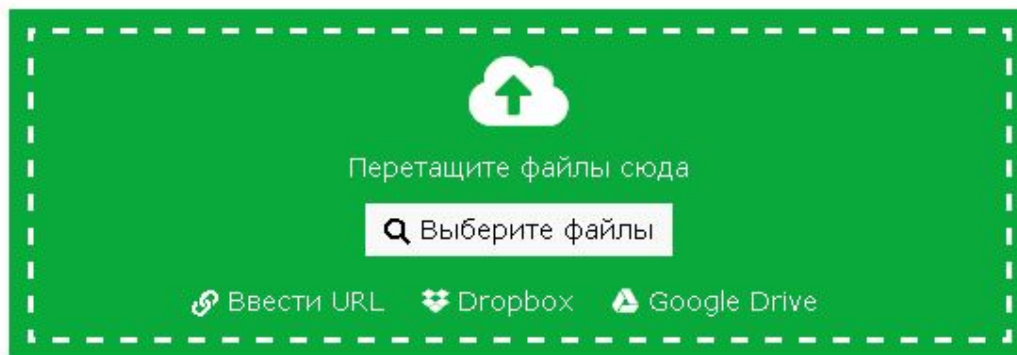 Перетащите файлы сюда
Выберите файлы
Ввести URL Dropbox Google Drive